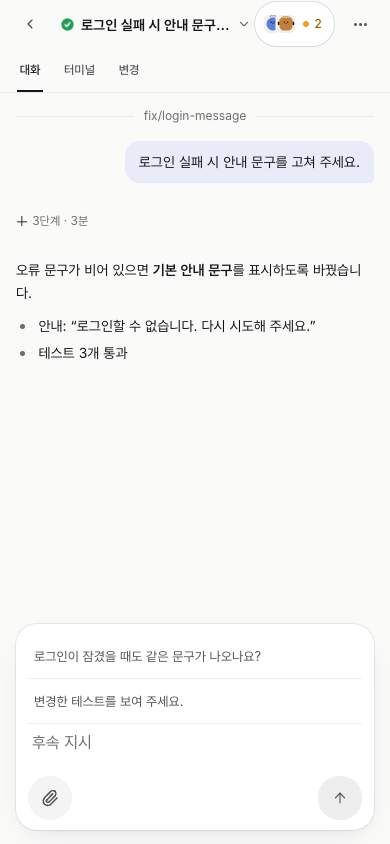 로그인 실패 시 안내 문구...
2
대화 터미널 변경
fix/login-message
로그인 실패 시 안내 문구를 고쳐 주세요.
3단계 · 3분
오류 문구가 비어 있으면 기본 안내 문구를 표시하도록 바꿨습니
다.
• 안내: “로그인할 수 없습니다. 다시 시도해 주세요.”
• 테스트 3개 통과
로그인이 잠겼을 때도 같은 문구가 나오나요?
변경한 테스트를 보여 주세요.
후속 지시